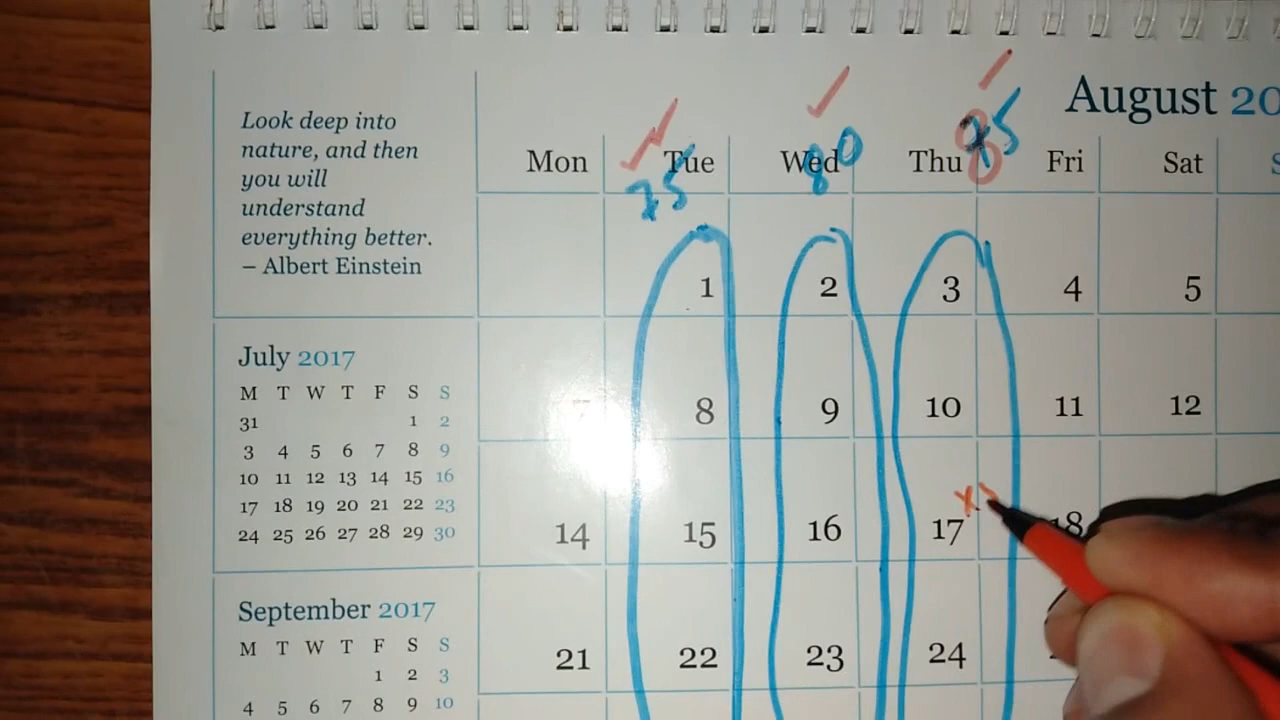 Look deep into
nature, and then
you will
understand
everything better.
– Albert Einstein
August 20
75 80 75
Mon Tue Wed Thu Fri Sat S
1 2 3 4 5
8 9 10 11 12
14 15 16 17 18
21 22 23 24
July 2017
M T W T F S S
31 1 2
3 4 5 6 7 8 9
10 11 12 13 14 15 16
17 18 19 20 21 22 23
24 25 26 27 28 29 30
September 2017
M T W T F S S
1 2 3
4 5 6 7 8 9 10